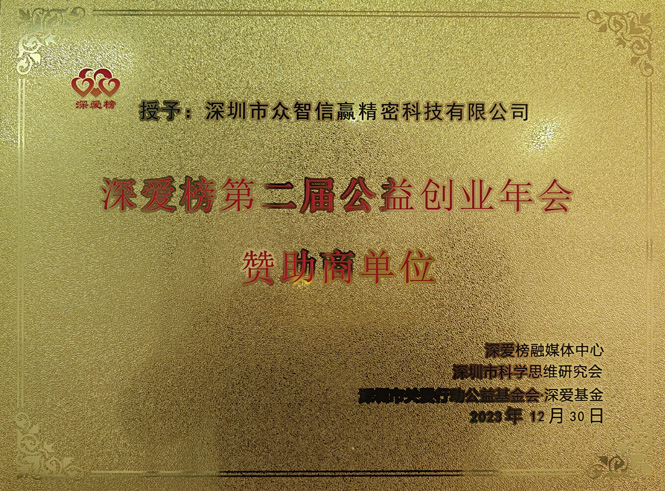 深爱榜
授予：深圳市众智信赢精密科技有限公司
深爱榜第二届公益创业年会
赞助商单位
深爱榜融媒体中心
深圳市科学思维研究会
深圳市关爱行动公益基金会·深爱基金
2023年12月30日